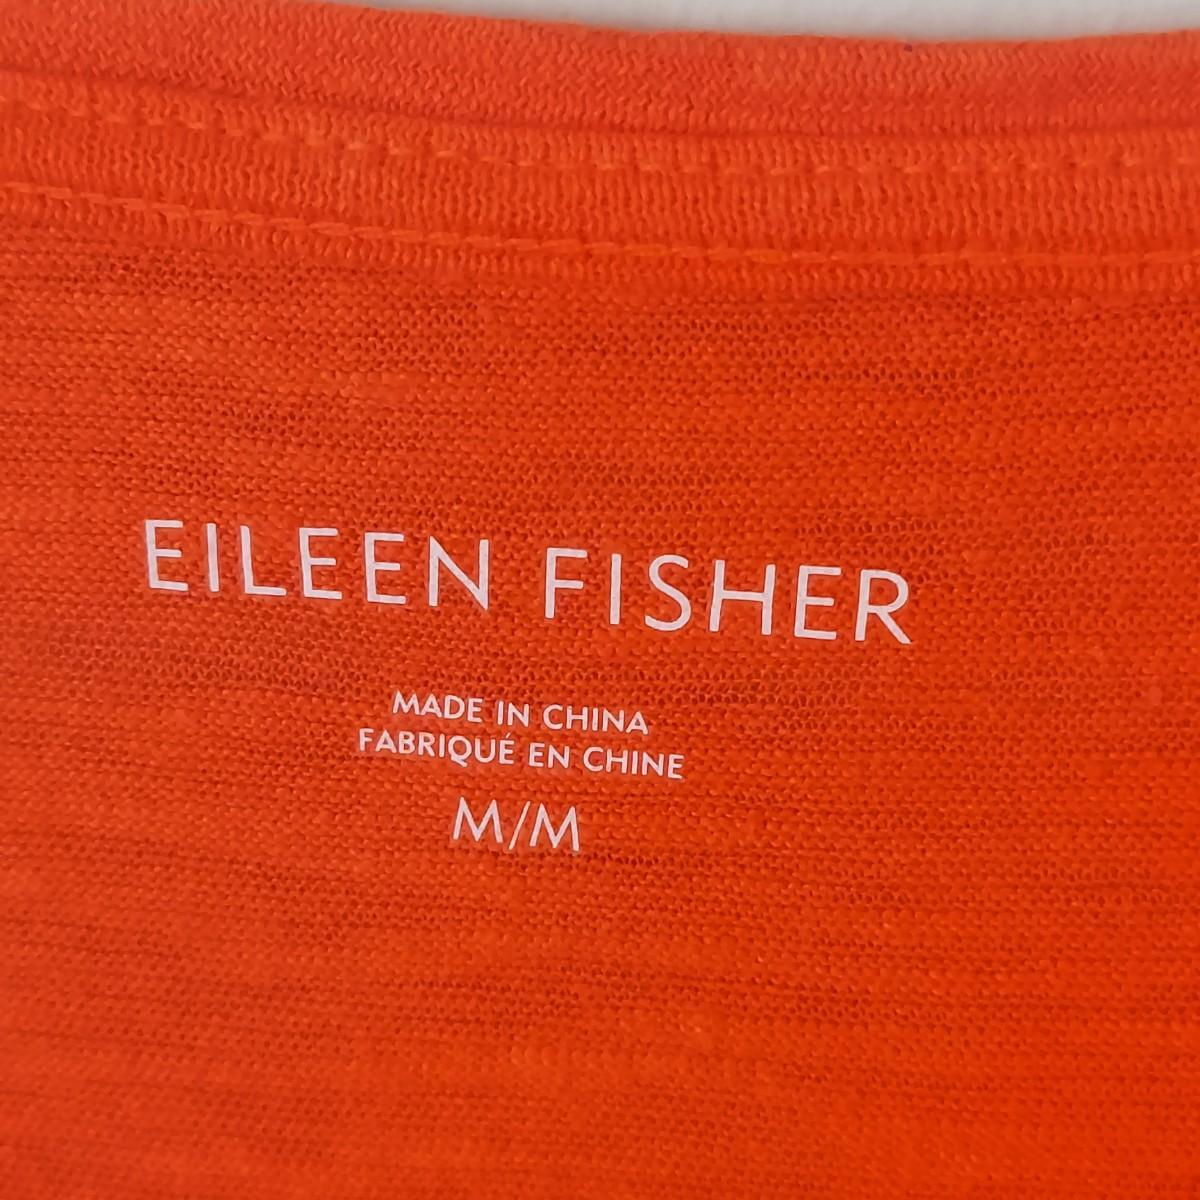 EILEEN FISHER
MADE IN CHINA
FABRIQUÉ EN CHINE
M/M